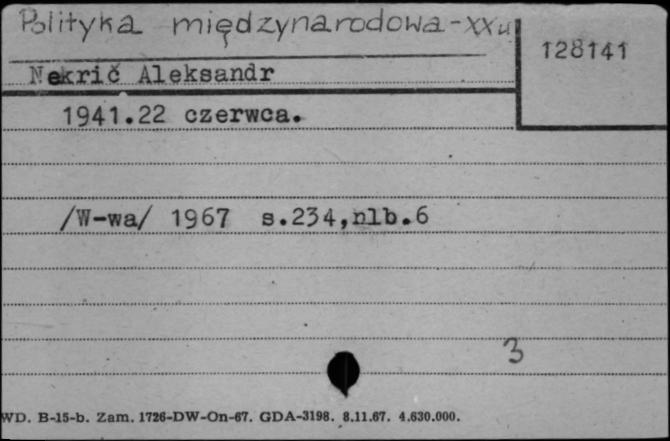 Polityka międzynarodowa-XXw
128141
Nekrič Aleksandr
1941.22 czerwca.
/W-wa/ 1967 s.234,nlb.6
3
WD. B-15-b. Zam. 1726-DW-On-67. GDA-3198. 8.11.67. 4.630.000.